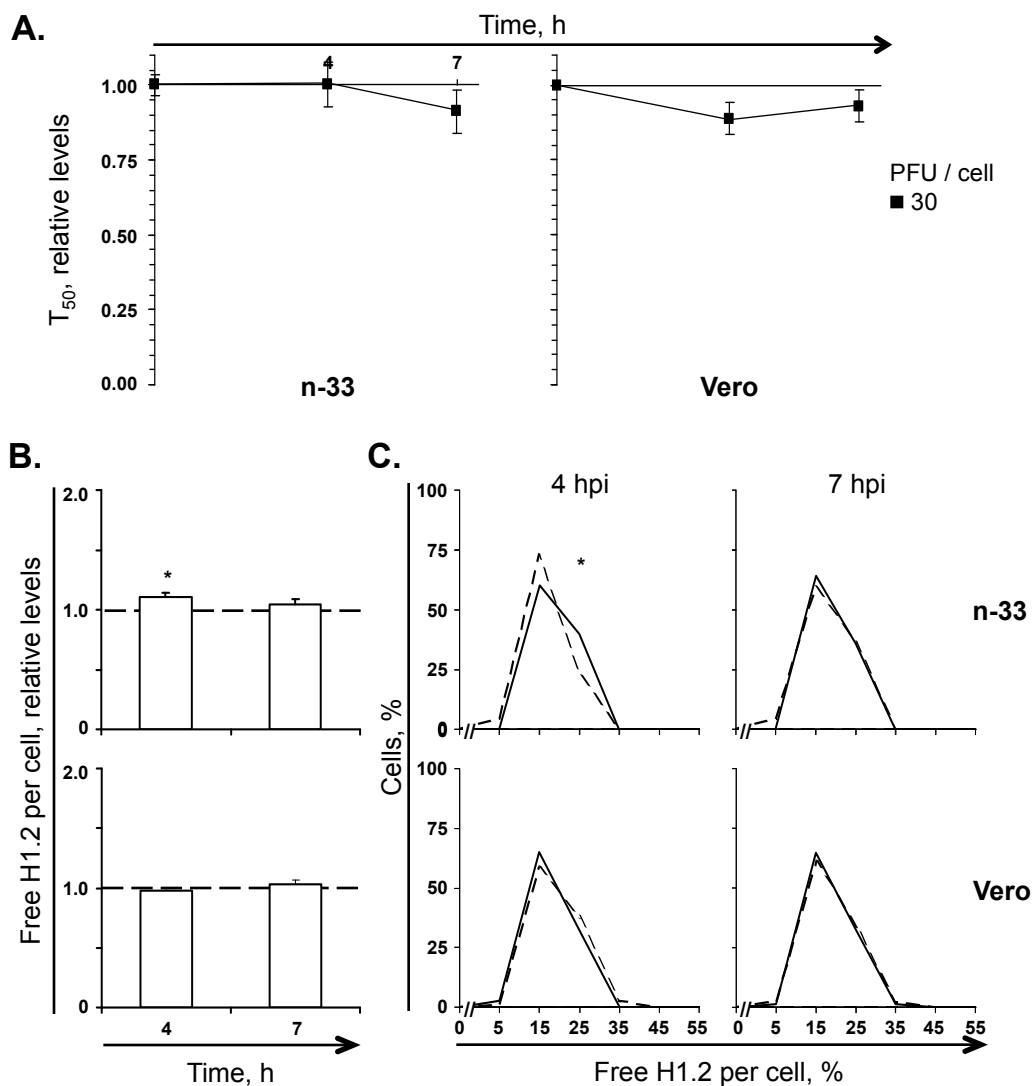 A.
Time, h
4 7
1.00
0.75
0.50
0.25
0.00
T50, relative levels
n-33
Vero
PFU / cell
30
B.
Free H1.2 per cell, relative levels
2.0
1.0
0
*
2.0
1.0
0
4 7
Time, h
C.
4 hpi 7 hpi
Cells, %
100
75
50
25
0
*
n-33
100
75
50
25
0
Vero
0 5 15 25 35 45 55
0 5 15 25 35 45 55
Free H1.2 per cell, %